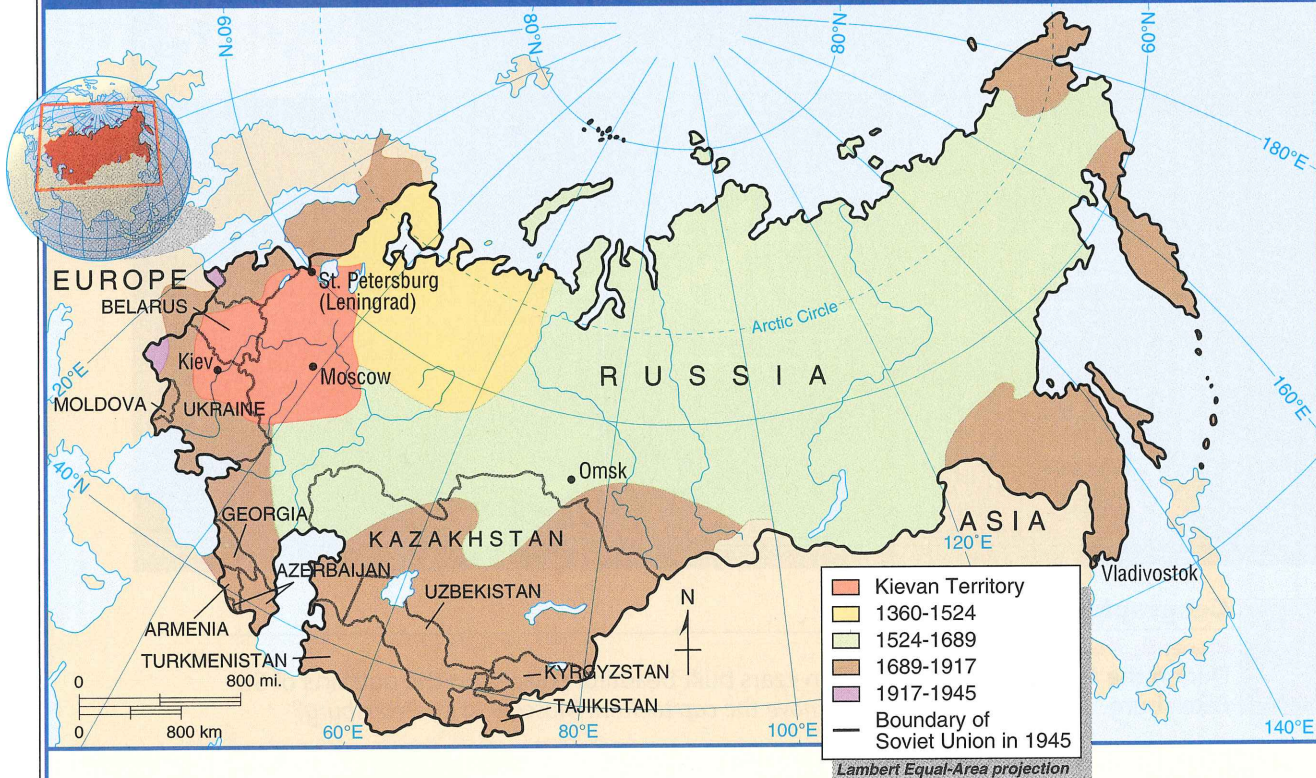 60°N
80°N
80°N
60°N
180°E
EUROPE
BELARUS
St. Petersburg
(Leningrad)
Arctic Circle
20°E
Kiev
Moscow
RUSSIA
160°E
MOLDOVA
UKRAINE
40°N
Omsk
GEORGIA
KAZAKHSTAN
ASIA
120°E
AZERBAIJAN
UZBEKISTAN
Vladivostok
ARMENIA
N
TURKMENISTAN
KYRGYZSTAN
TAJIKISTAN
0 800 mi.
0 800 km
60°E
80°E
100°E
140°E
Kievan Territory
1360-1524
1524-1689
1689-1917
1917-1945
Boundary of
Soviet Union in 1945
Lambert Equal-Area projection